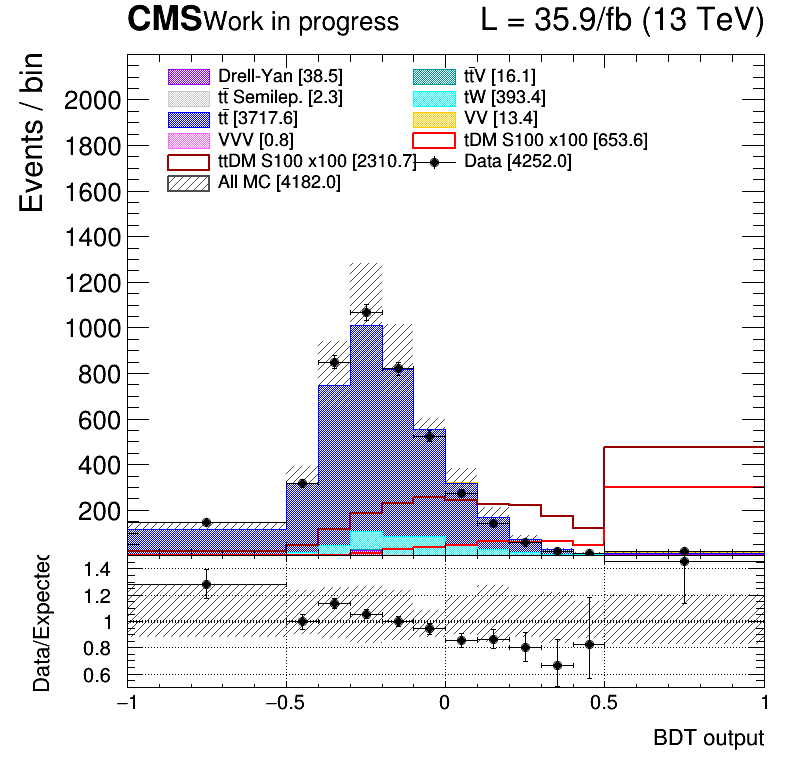 CMS Work in progress L = 35.9/fb (13 TeV)
Events / bin
Drell-Yan [38.5] tt̄V [16.1]
tt̄ Semilep. [2.3] tW [393.4]
tt̄ [3717.6] VV [13.4]
VVV [0.8] tDM S100 x100 [653.6]
ttDM S100 x100 [2310.7] Data [4252.0]
All MC [4182.0]
2000
1800
1600
1400
1200
1000
800
600
400
200
Data/Expected
1.4
1.2
1
0.8
0.6
−1 −0.5 0 0.5 1
BDT output